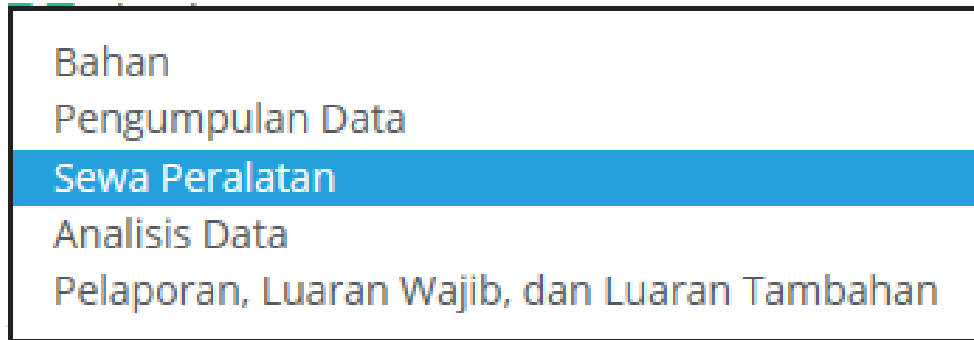 Bahan
Pengumpulan Data
Sewa Peralatan
Analisis Data
Pelaporan, Luaran Wajib, dan Luaran Tambahan